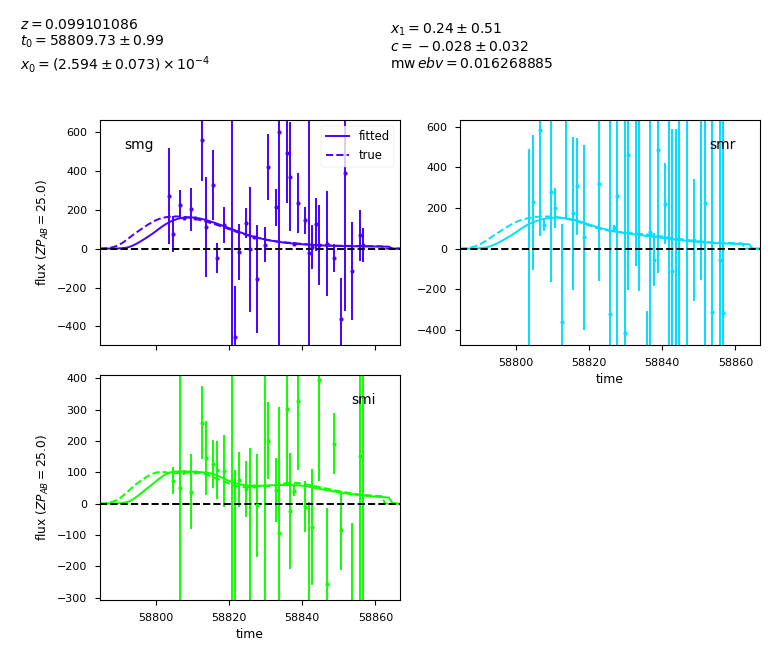 z = 0.099101086
t₀ = 58809.73 ± 0.99
x₀ = (2.594 ± 0.073) × 10⁻⁴
x₁ = 0.24 ± 0.51
c = −0.028 ± 0.032
mw ebv = 0.016268885
smg
fitted
true
600
400
200
0
−200
−400
flux (ZP_AB = 25.0)
smr
600
400
200
0
−200
−400
58800 58820 58840 58860
time
smi
400
300
200
100
0
−100
−200
−300
flux (ZP_AB = 25.0)
58800 58820 58840 58860
time